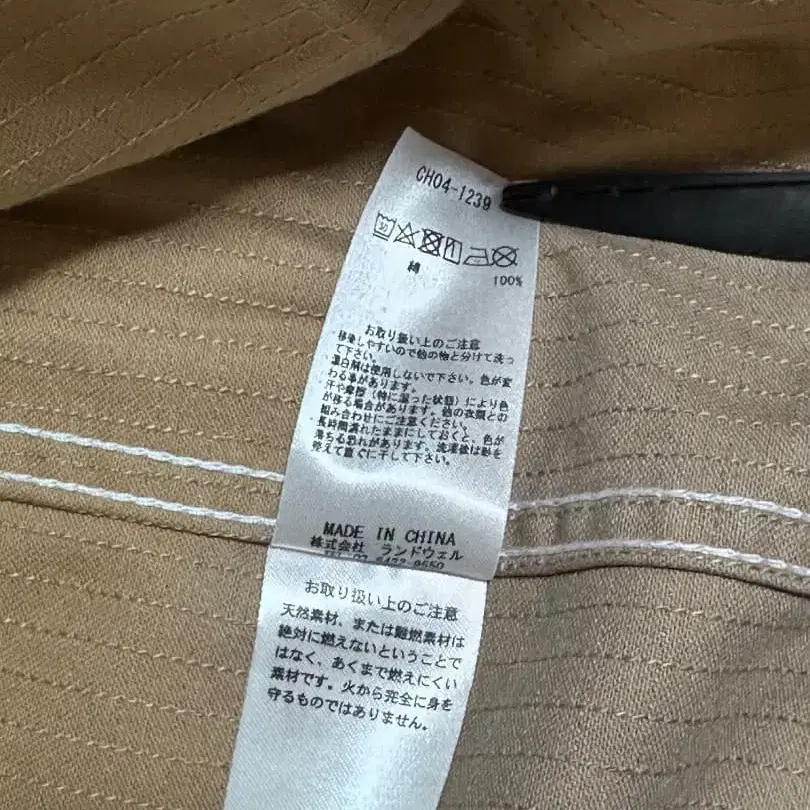 CH04-1239
綿 100%
お取り扱い上のご注意
移染しやすいので他の物と分けて洗っ
て下さい。
漂白剤は使用しないで下さい。色が変
わる事があります。
汗や摩擦（特に湿った状態）により色
が移る場合があります。他の衣類との
組み合わせにご注意ください。
長時間濡れたままにしておくと、色が
落ちる恐れがあります。洗濯後は形を
整えて直ぐに干して下さい。
MADE IN CHINA
株式会社 ランドウェル
お取り扱い上のご注意
天然素材、または難燃素材は
絶対に燃えないということで
はなく、あくまで燃えにくい
素材です。火から完全に身を
守るものではありません。